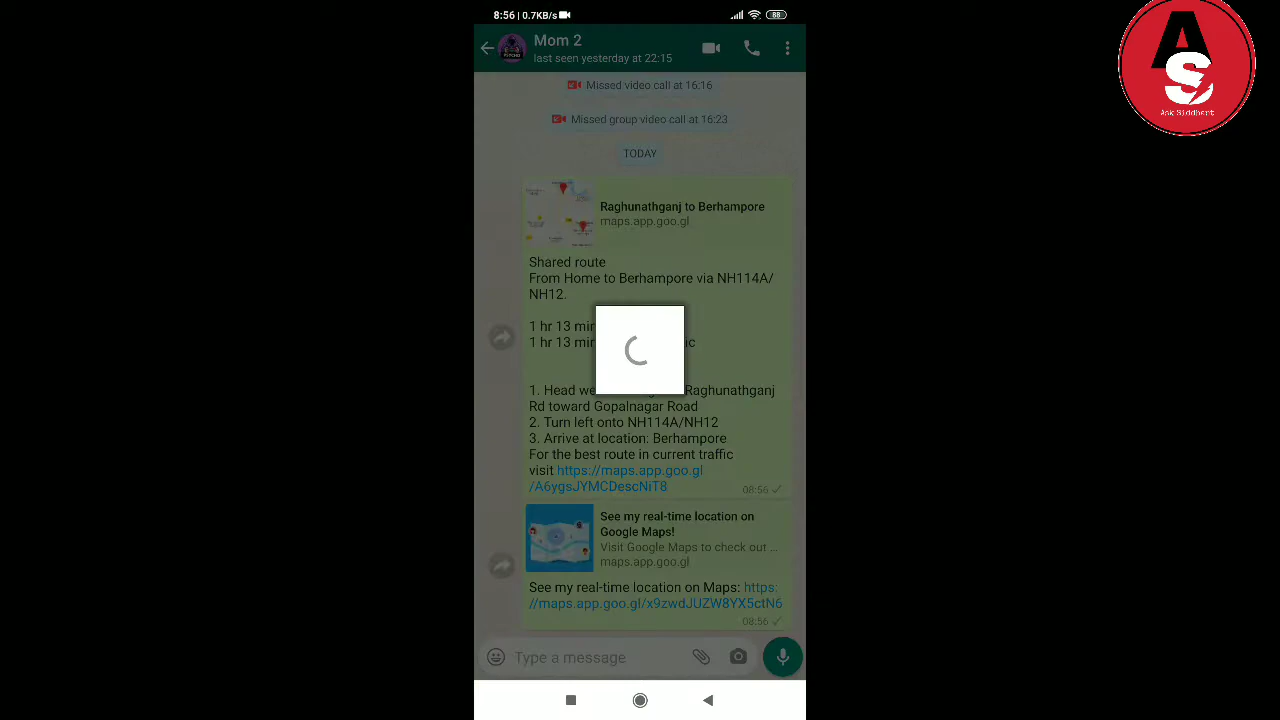 8:56 | 0.7KB/s
88
Mom 2
last seen yesterday at 22:15
Missed video call at 16:16
Missed group video call at 16:23
TODAY
Raghunathganj to Berhampore
maps.app.goo.gl
Shared route
From Home to Berhampore via NH114A/
NH12.
1 hr 13 min
1 hr 13 min
1. Head Raghunathganj
Rd toward Gopalnagar Road
2. Turn left onto NH114A/NH12
3. Arrive at location: Berhampore
For the best route in current traffic
visit https://maps.app.goo.gl
/A6ygsJYMCDescNiT8
08:56
See my real-time location on
Google Maps!
Visit Google Maps to check out ...
maps.app.goo.gl
See my real-time location on Maps: https:
//maps.app.goo.gl/x9zwdJUZW8YX5ctN6
08:56
Type a message
AS
Ask Siddhart